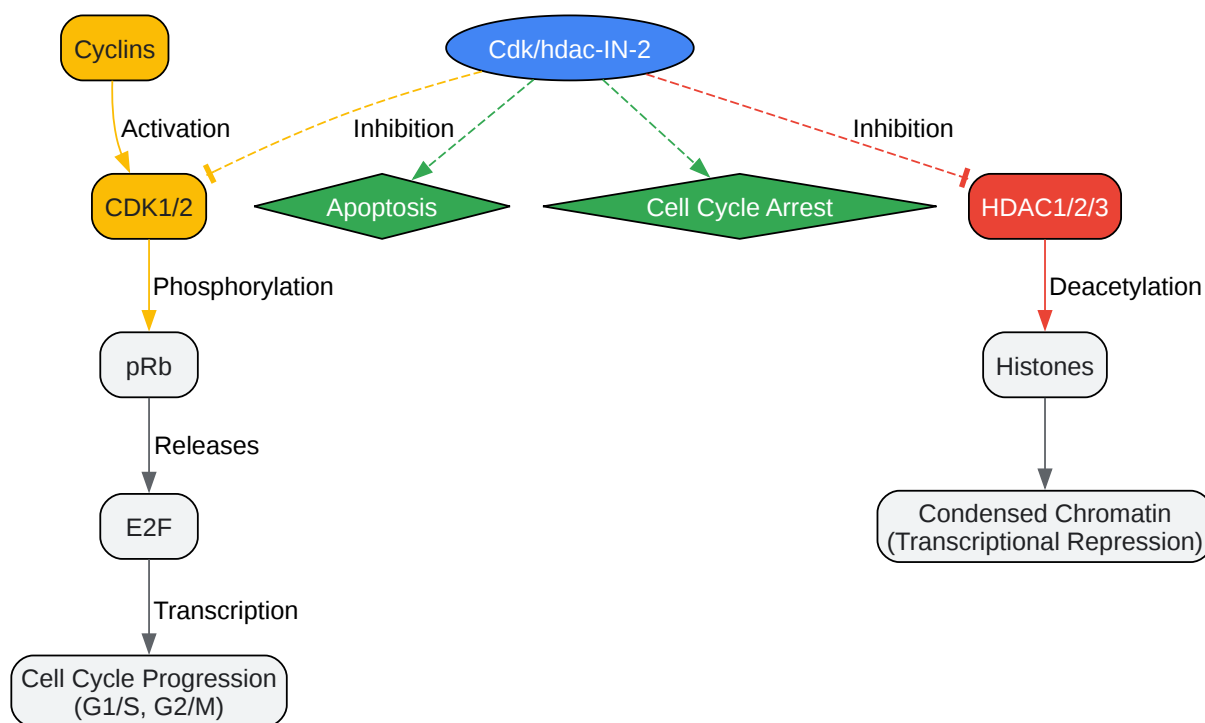 Cyclins
Cdk/hdac-IN-2
Activation
Inhibition
Inhibition
CDK1/2
Apoptosis
Cell Cycle Arrest
HDAC1/2/3
Phosphorylation
Deacetylation
pRb
Histones
Releases
E2F
Condensed Chromatin
(Transcriptional Repression)
Transcription
Cell Cycle Progression
(G1/S, G2/M)